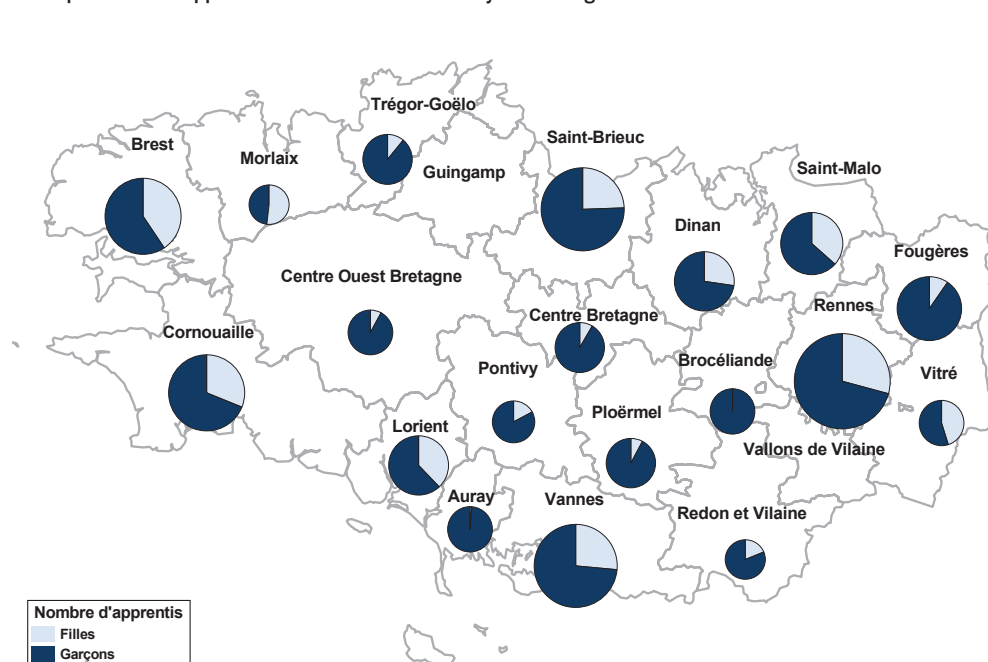 Trégor-Goëlo
Brest
Saint-Brieuc
Morlaix
Saint-Malo
Guingamp
Dinan
Fougères
Centre Ouest Bretagne
Rennes
Centre Bretagne
Cornouaille
Brocéliande
Pontivy
Vitré
Ploërmel
Lorient
Vallons de Vilaine
Auray
Vannes
Redon et Vilaine
Nombre d'apprentis
Filles
Garçons